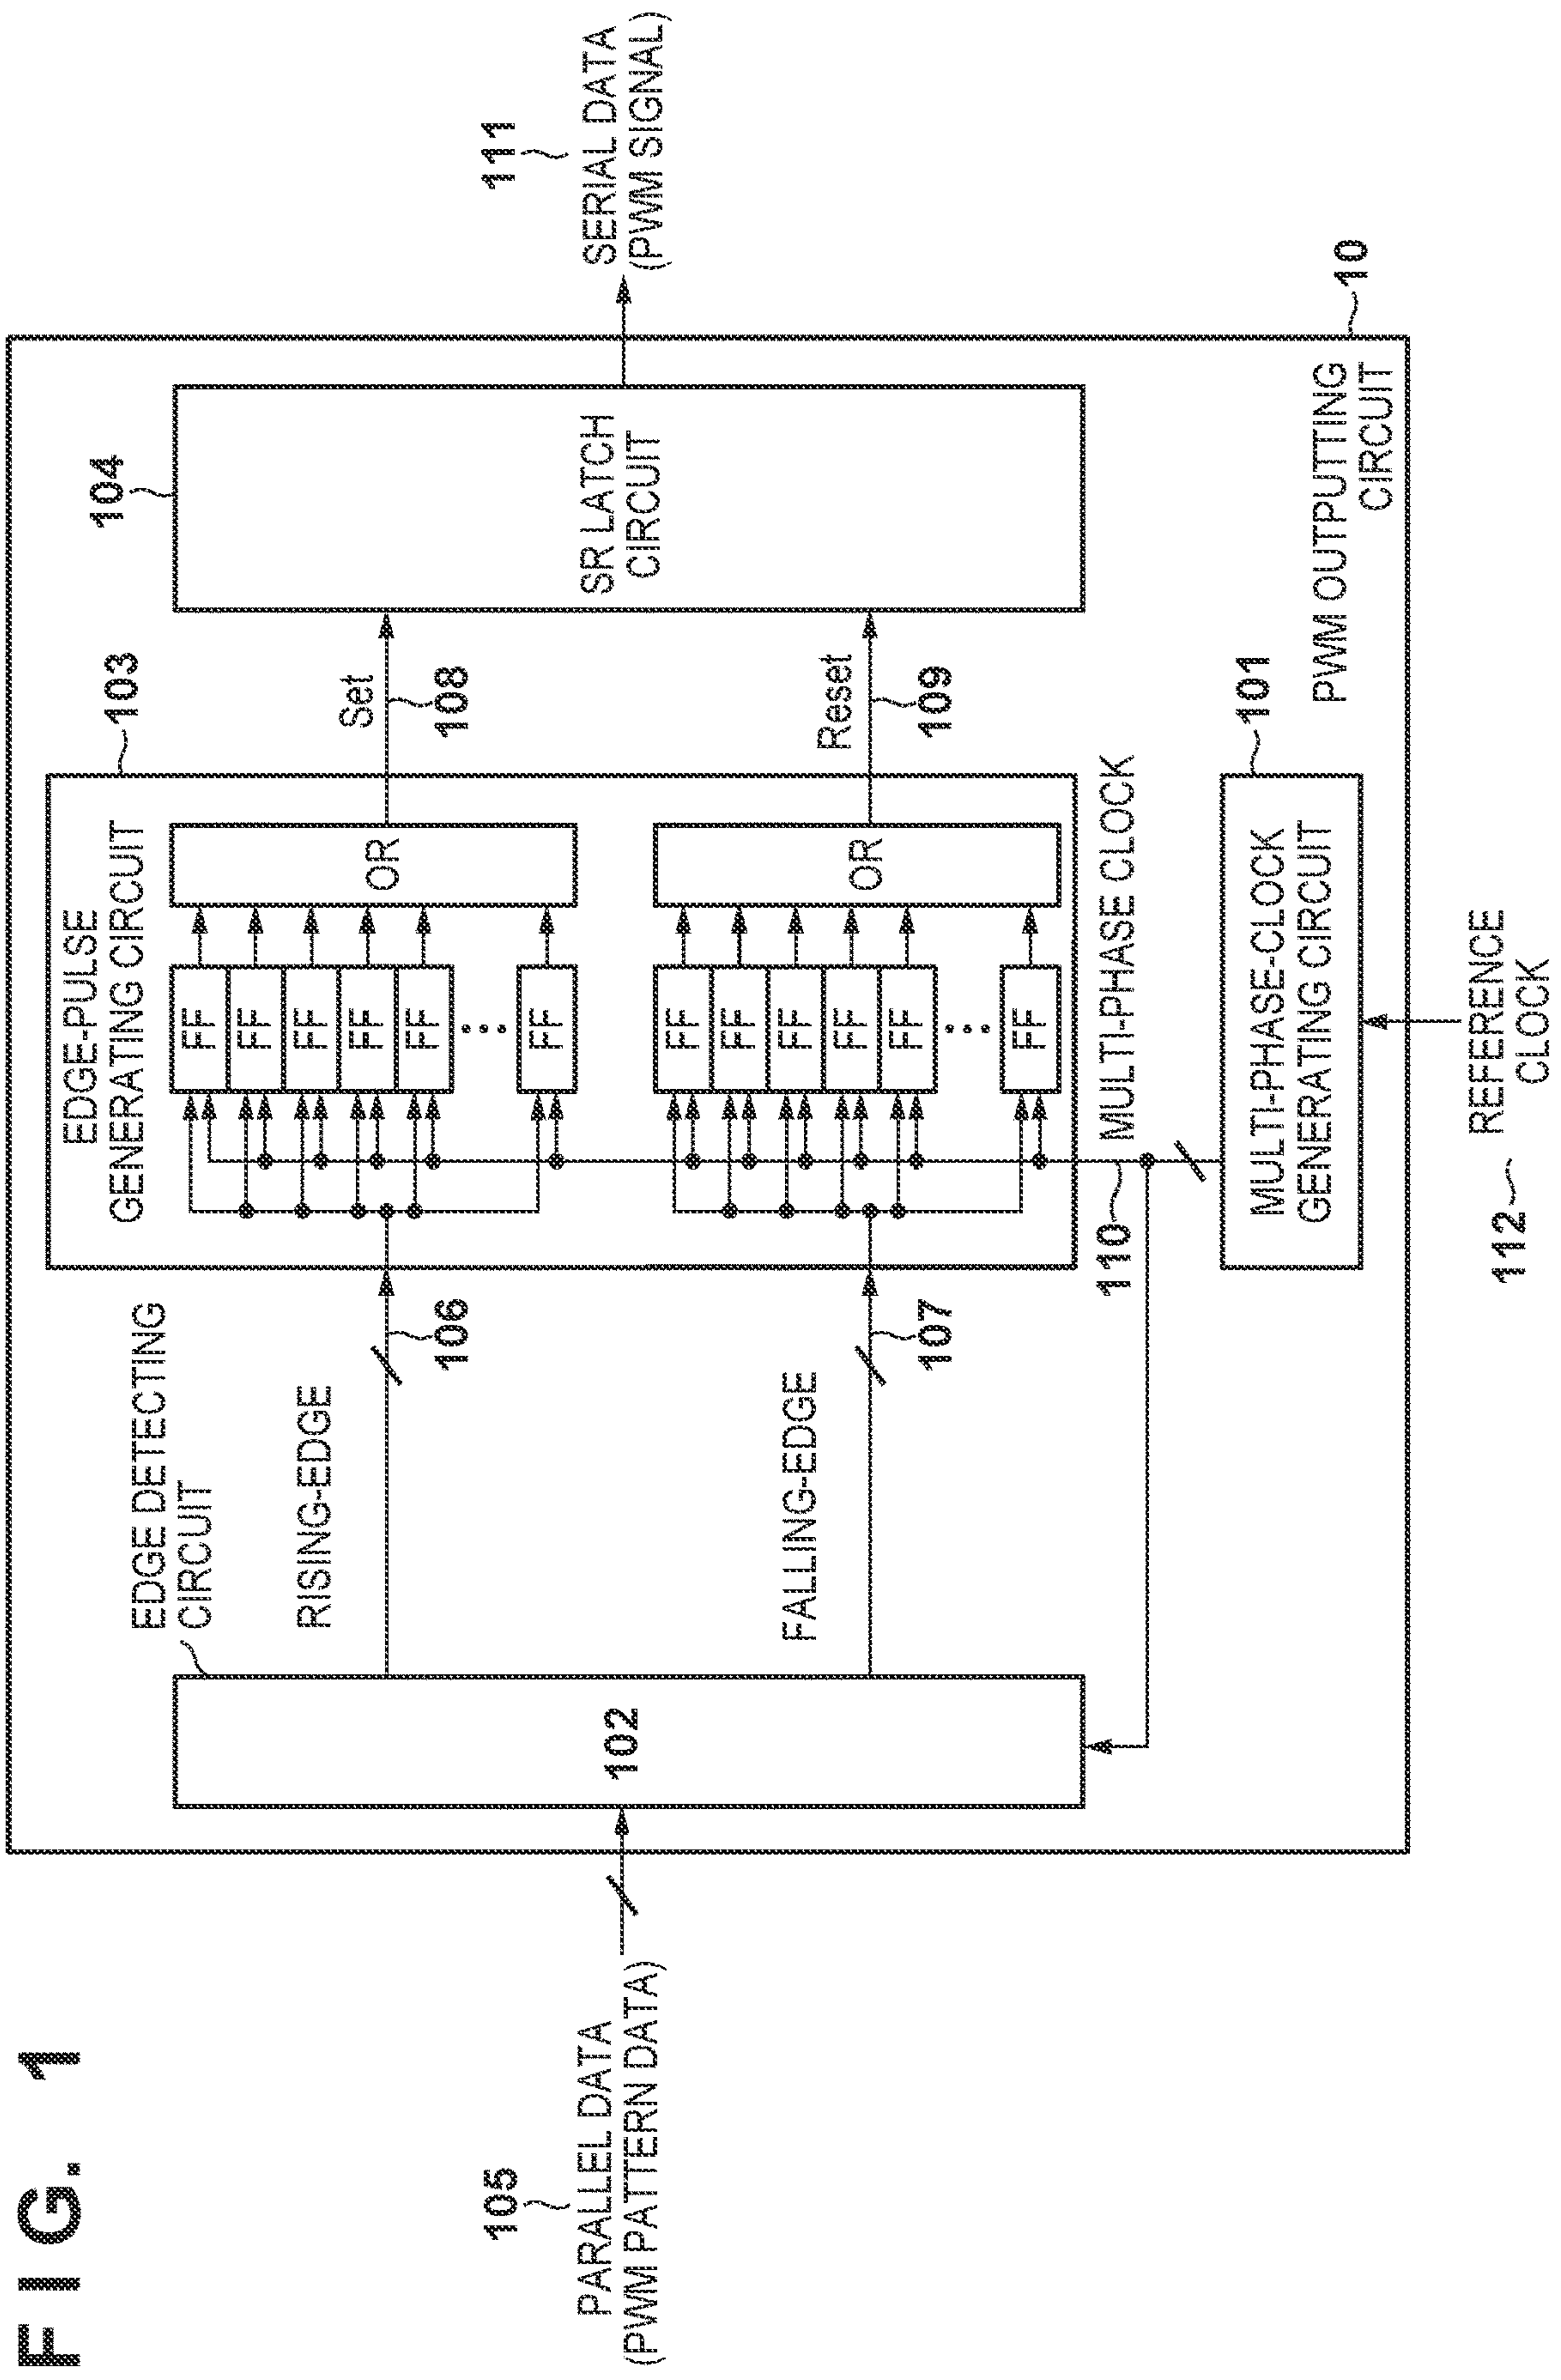 FIG. 1
105
PARALLEL DATA
(PWM PATTERN DATA)
102
EDGE DETECTING
CIRCUIT
RISING-EDGE
106
FALLING-EDGE
107
EDGE-PULSE
GENERATING CIRCUIT
103
FF
FF
FF
FF
FF
FF
OR
FF
FF
FF
FF
FF
FF
OR
Set
108
Reset
109
104
SR LATCH
CIRCUIT
111
SERIAL DATA
(PWM SIGNAL)
110
MULTI-PHASE CLOCK
101
MULTI-PHASE-CLOCK
GENERATING CIRCUIT
PWM OUTPUTTING
CIRCUIT
10
112
REFERENCE
CLOCK